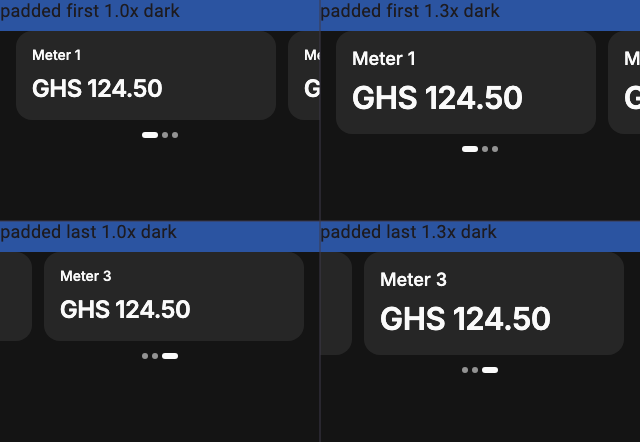 padded first 1.0x dark
Meter 1
GHS 124.50
padded first 1.3x dark
Meter 1
GHS 124.50
padded last 1.0x dark
Meter 3
GHS 124.50
padded last 1.3x dark
Meter 3
GHS 124.50